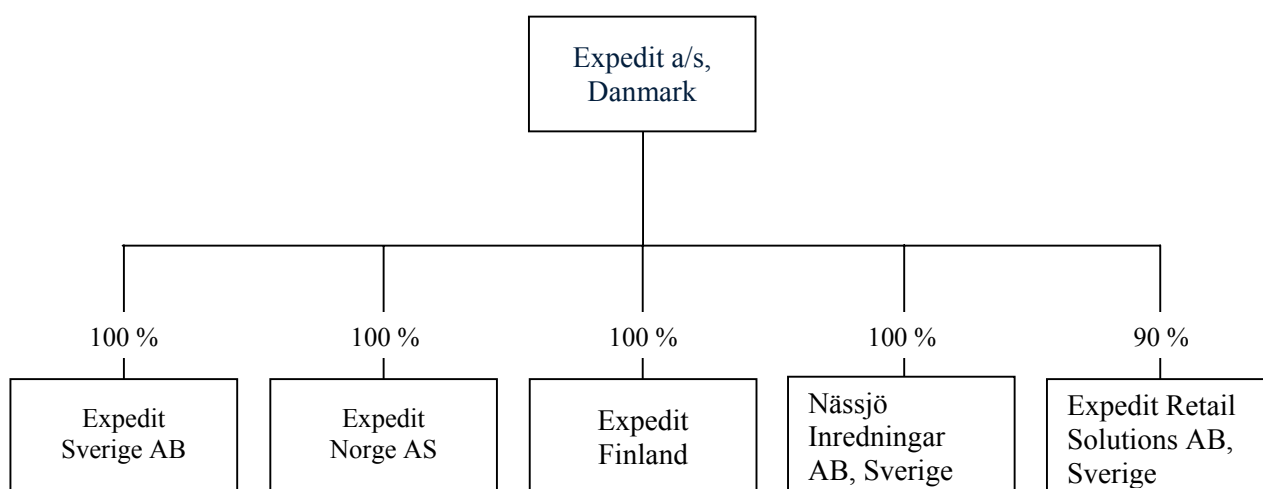 Expedit a/s,
Danmark
100 %
100 %
100 %
100 %
90 %
Expedit
Sverige AB
Expedit
Norge AS
Expedit
Finland
Nässjö
Inredningar
AB, Sverige
Expedit Retail
Solutions AB,
Sverige